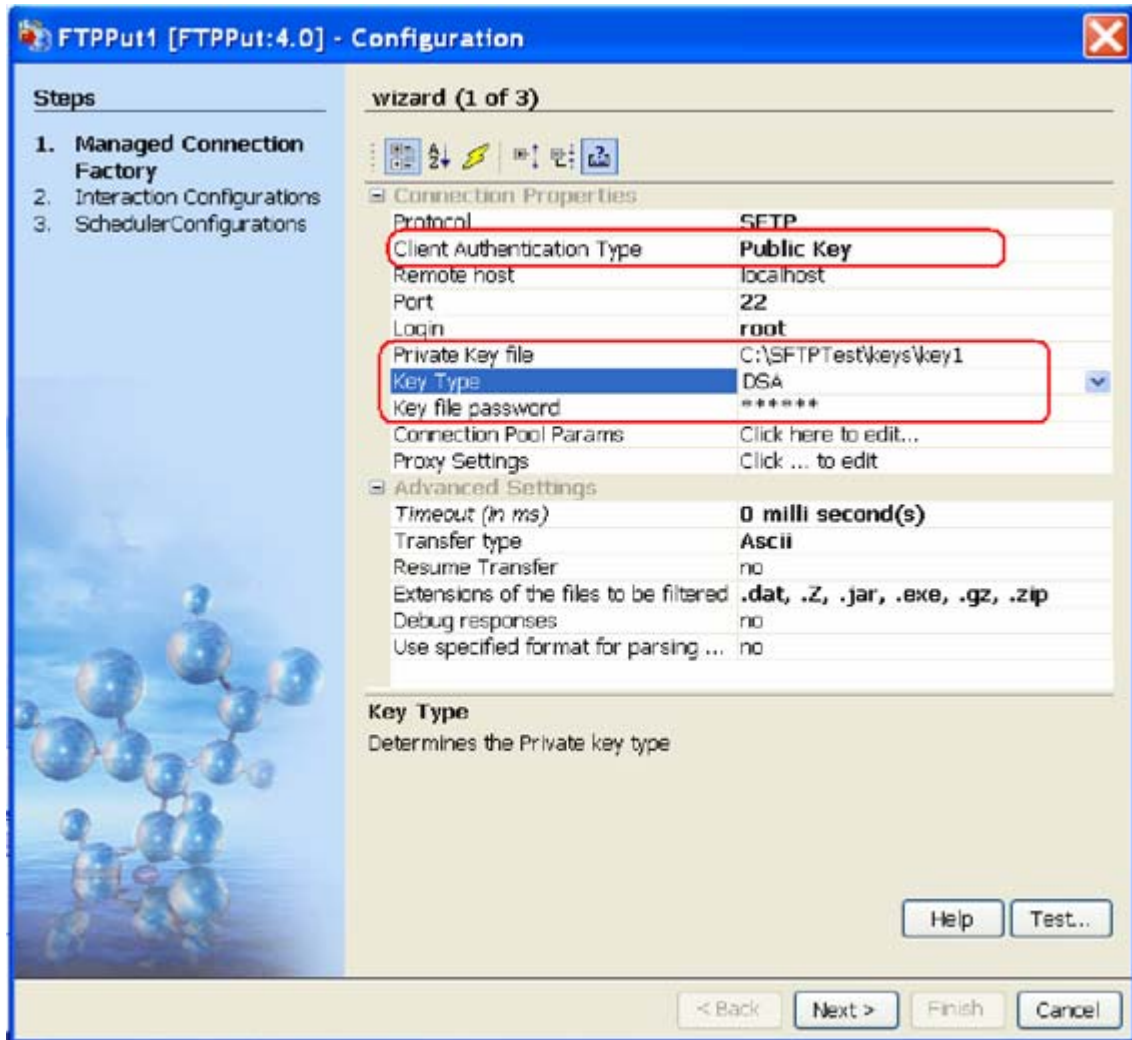 FTPPut1 [FTPPut:4.0] - Configuration
Steps
1. Managed Connection
Factory
2. Interaction Configurations
3. SchedulerConfigurations
wizard (1 of 3)
Connection Properties
Protocol SFTP
Client Authentication Type Public Key
Remote host localhost
Port 22
Login root
Private Key file C:\SFTPTest\keys\key1
Key Type DSA
Key file password ******
Connection Pool Params Click here to edit...
Proxy Settings Click ... to edit
Advanced Settings
Timeout (in ms) 0 milli second(s)
Transfer type Ascii
Resume Transfer no
Extensions of the files to be filtered .dat, .Z, .jar, .exe, .gz, .zip
Debug responses no
Use specified format for parsing ... no
Key Type
Determines the Private key type
Help Test...
< Back Next > Finish Cancel